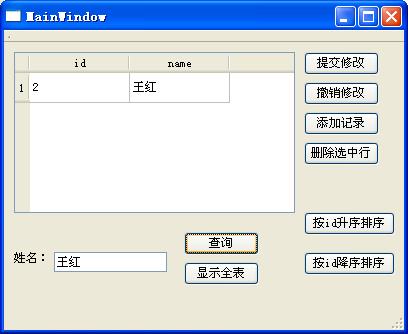 MainWindow
id name
1 2 王红
提交修改
撤销修改
添加记录
删除选中行
按id升序排序
姓名： 王红
查询
显示全表
按id降序排序